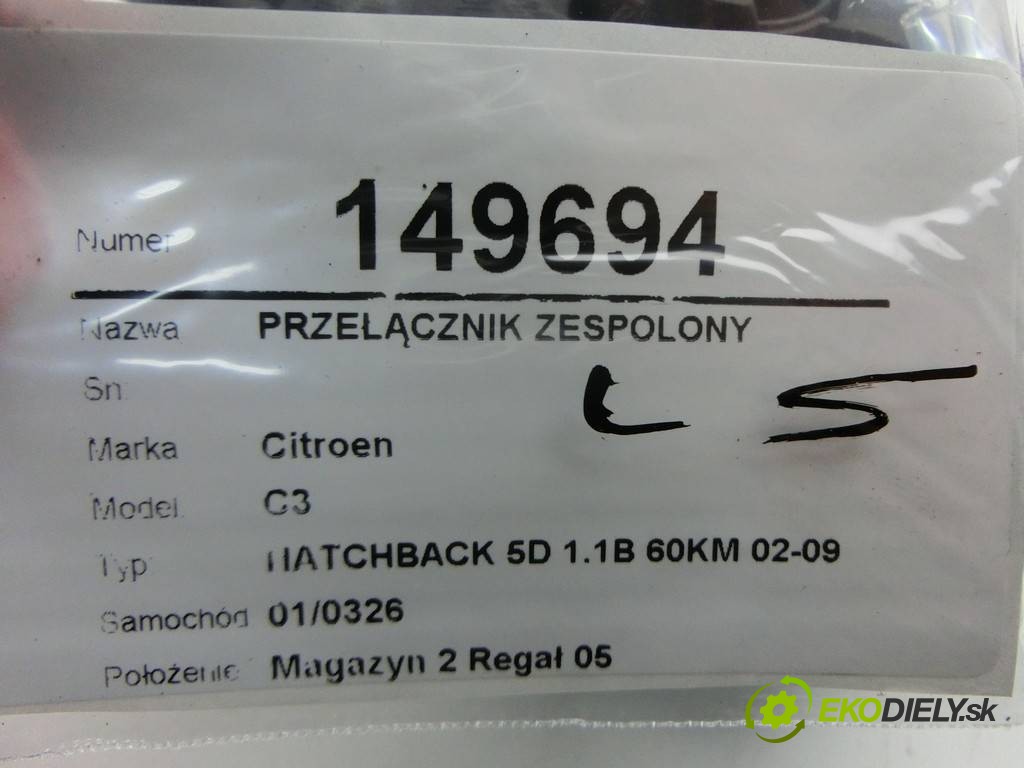 Numer 149694
Nazwa PRZEŁĄCZNIK ZESPOLONY
Sn
L 5
Marka Citroen
Model C3
Typ HATCHBACK 5D 1.1B 60KM 02-09
Samochód 01/0326
Położenie Magazyn 2 Regał 05
EKODIELY.sk